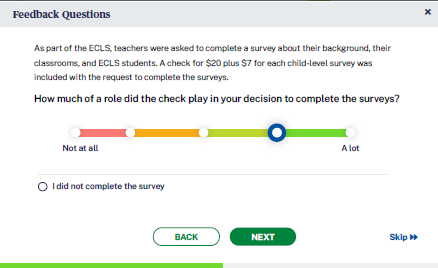 Feedback Questions
×
As part of the ECLS, teachers were asked to complete a survey about their background, their
classrooms, and ECLS students. A check for $20 plus $7 for each child-level survey was
included with the request to complete the surveys.
How much of a role did the check play in your decision to complete the surveys?
Not at all
A lot
I did not complete the survey
BACK
NEXT
Skip